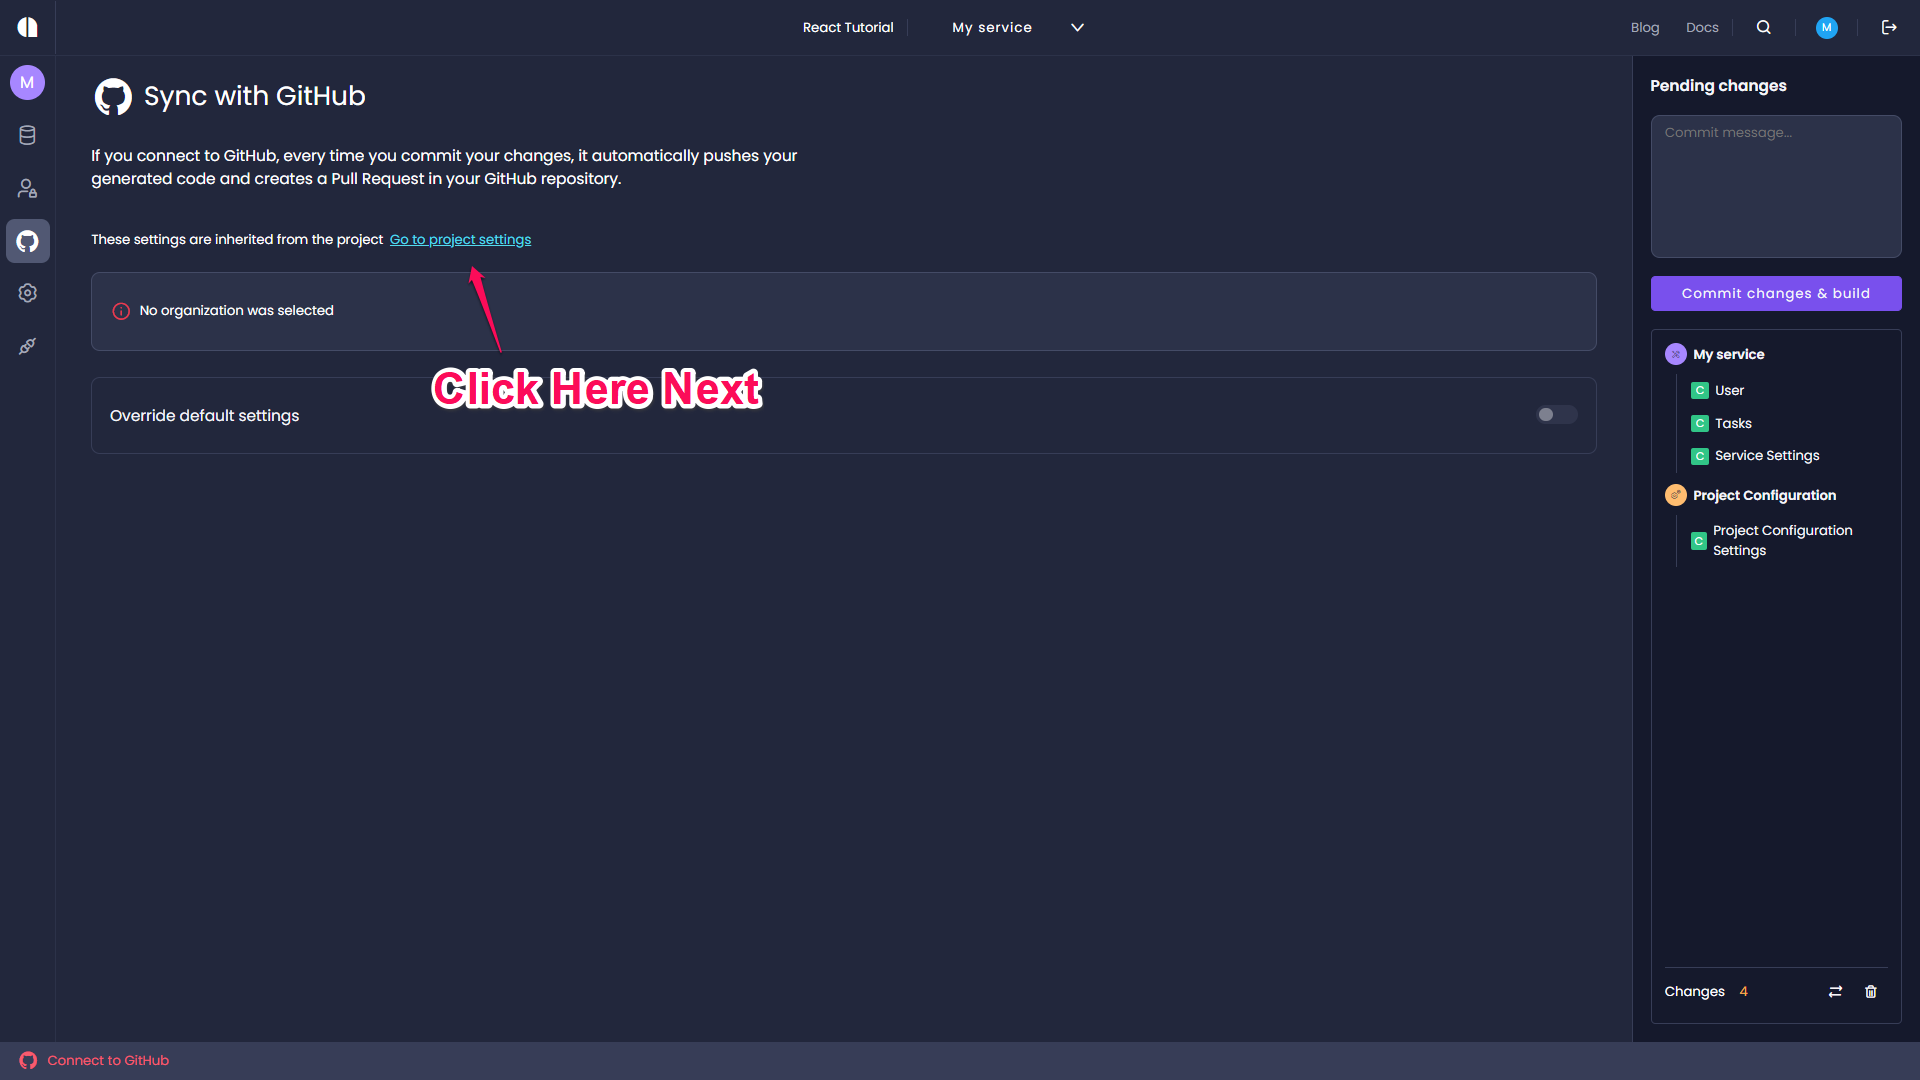 React Tutorial
My service
Blog
Docs
M
M
Sync with GitHub
If you connect to GitHub, every time you commit your changes, it automatically pushes your
generated code and creates a Pull Request in your GitHub repository.
These settings are inherited from the project Go to project settings
No organization was selected
Click Here Next
Override default settings
Pending changes
Commit message...
Commit changes & build
My service
C User
C Tasks
C Service Settings
Project Configuration
C Project Configuration
Settings
Changes 4
Connect to GitHub